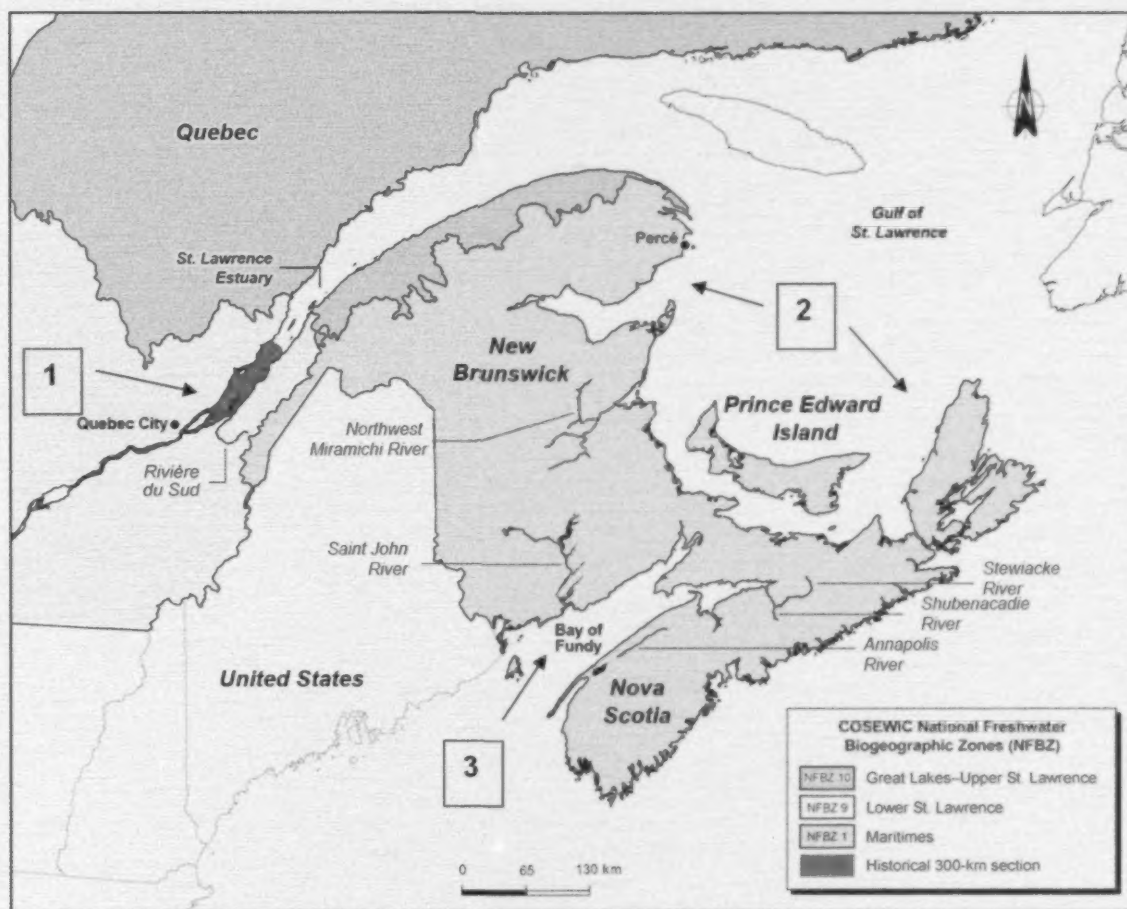 N
Quebec
Gulf of
St. Lawrence
Percé
St. Lawrence
Estuary
2
1
New
Brunswick
Prince Edward
Island
Quebec City
Northwest
Miramichi River
Rivière
du Sud
Saint John
River
Stewiacke
River
Shubenacadie
River
Bay of
Fundy
Annapolis
River
United States
Nova
Scotia
3
COSEWIC National Freshwater
Biogeographic Zones (NFBZ)
NFBZ 10 Great Lakes–Upper St. Lawrence
NFBZ 9 Lower St. Lawrence
NFBZ 1 Maritimes
Historical 300-km section
0 65 130 km